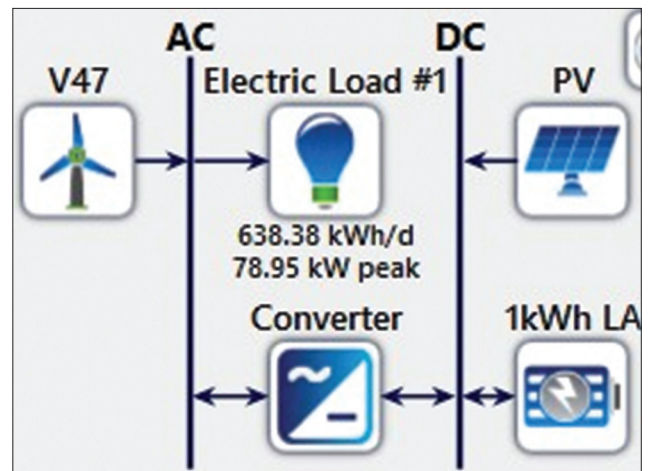 AC
DC
V47
Electric Load #1
PV
638.38 kWh/d
78.95 kW peak
Converter
1kWh LA